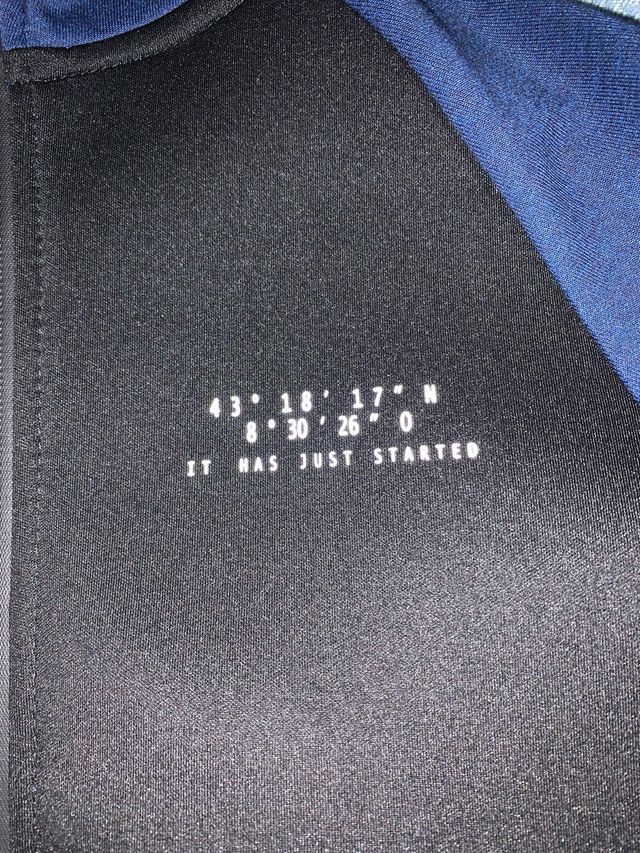 43° 18' 17" N
8° 30' 26" O
IT HAS JUST STARTED